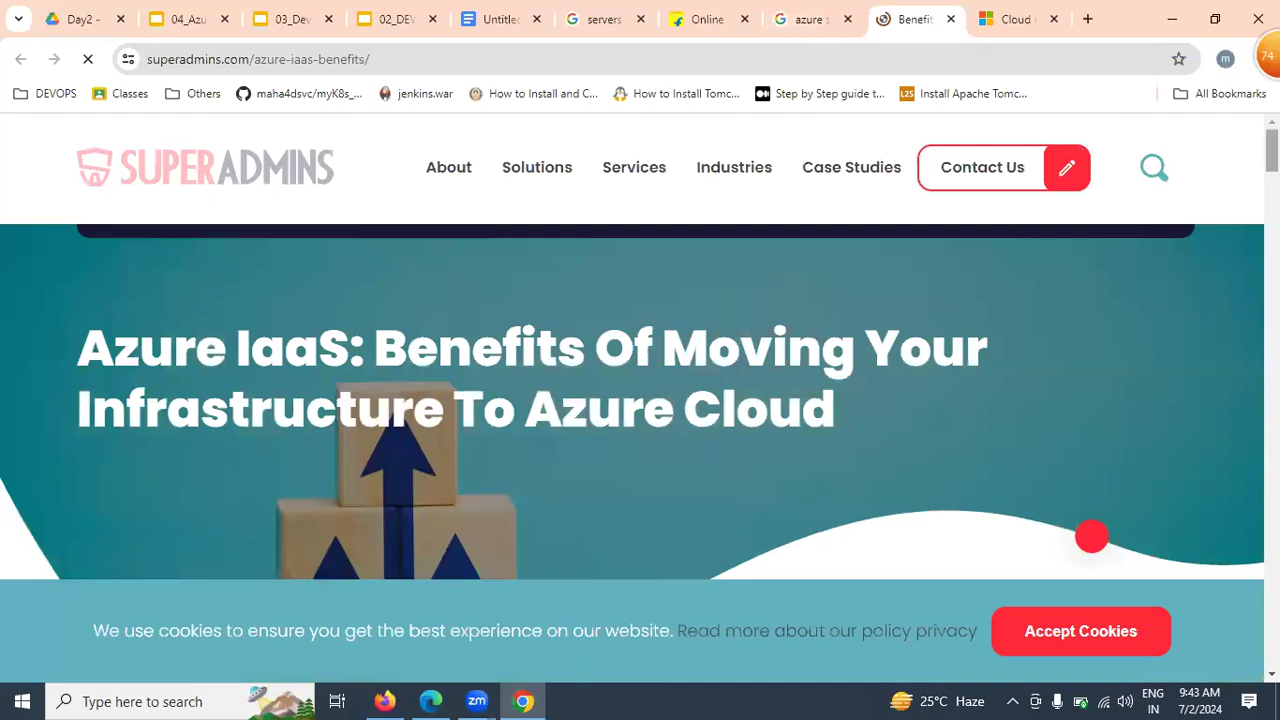 Day2 -
04_Azu
03_Dev
02_DEV
Untitled
servers
Online
azure s
Benefit
Cloud
superadmins.com/azure-iaas-benefits/
m
74
DEVOPS
Classes
Others
maha4dsvc/myK8s_...
jenkins.war
How to Install and C...
How to Install Tomc...
Step by Step guide t...
L2S
Install Apache Tomc...
All Bookmarks
SUPERADMINS
About
Solutions
Services
Industries
Case Studies
Contact Us
Azure IaaS: Benefits Of Moving Your
Infrastructure To Azure Cloud
We use cookies to ensure you get the best experience on our website. Read more about our policy privacy
Accept Cookies
Type here to search
zm
25°C Haze
ENG
IN
9:43 AM
7/2/2024